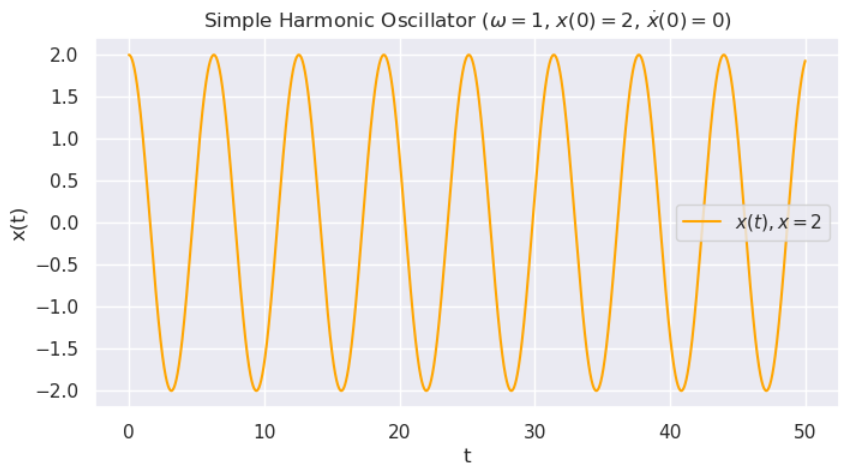 Simple Harmonic Oscillator (ω = 1, x(0) = 2, ẋ(0) = 0)
2.0
1.5
1.0
0.5
0.0
−0.5
−1.0
−1.5
−2.0
x(t)
x(t), x = 2
0 10 20 30 40 50
t